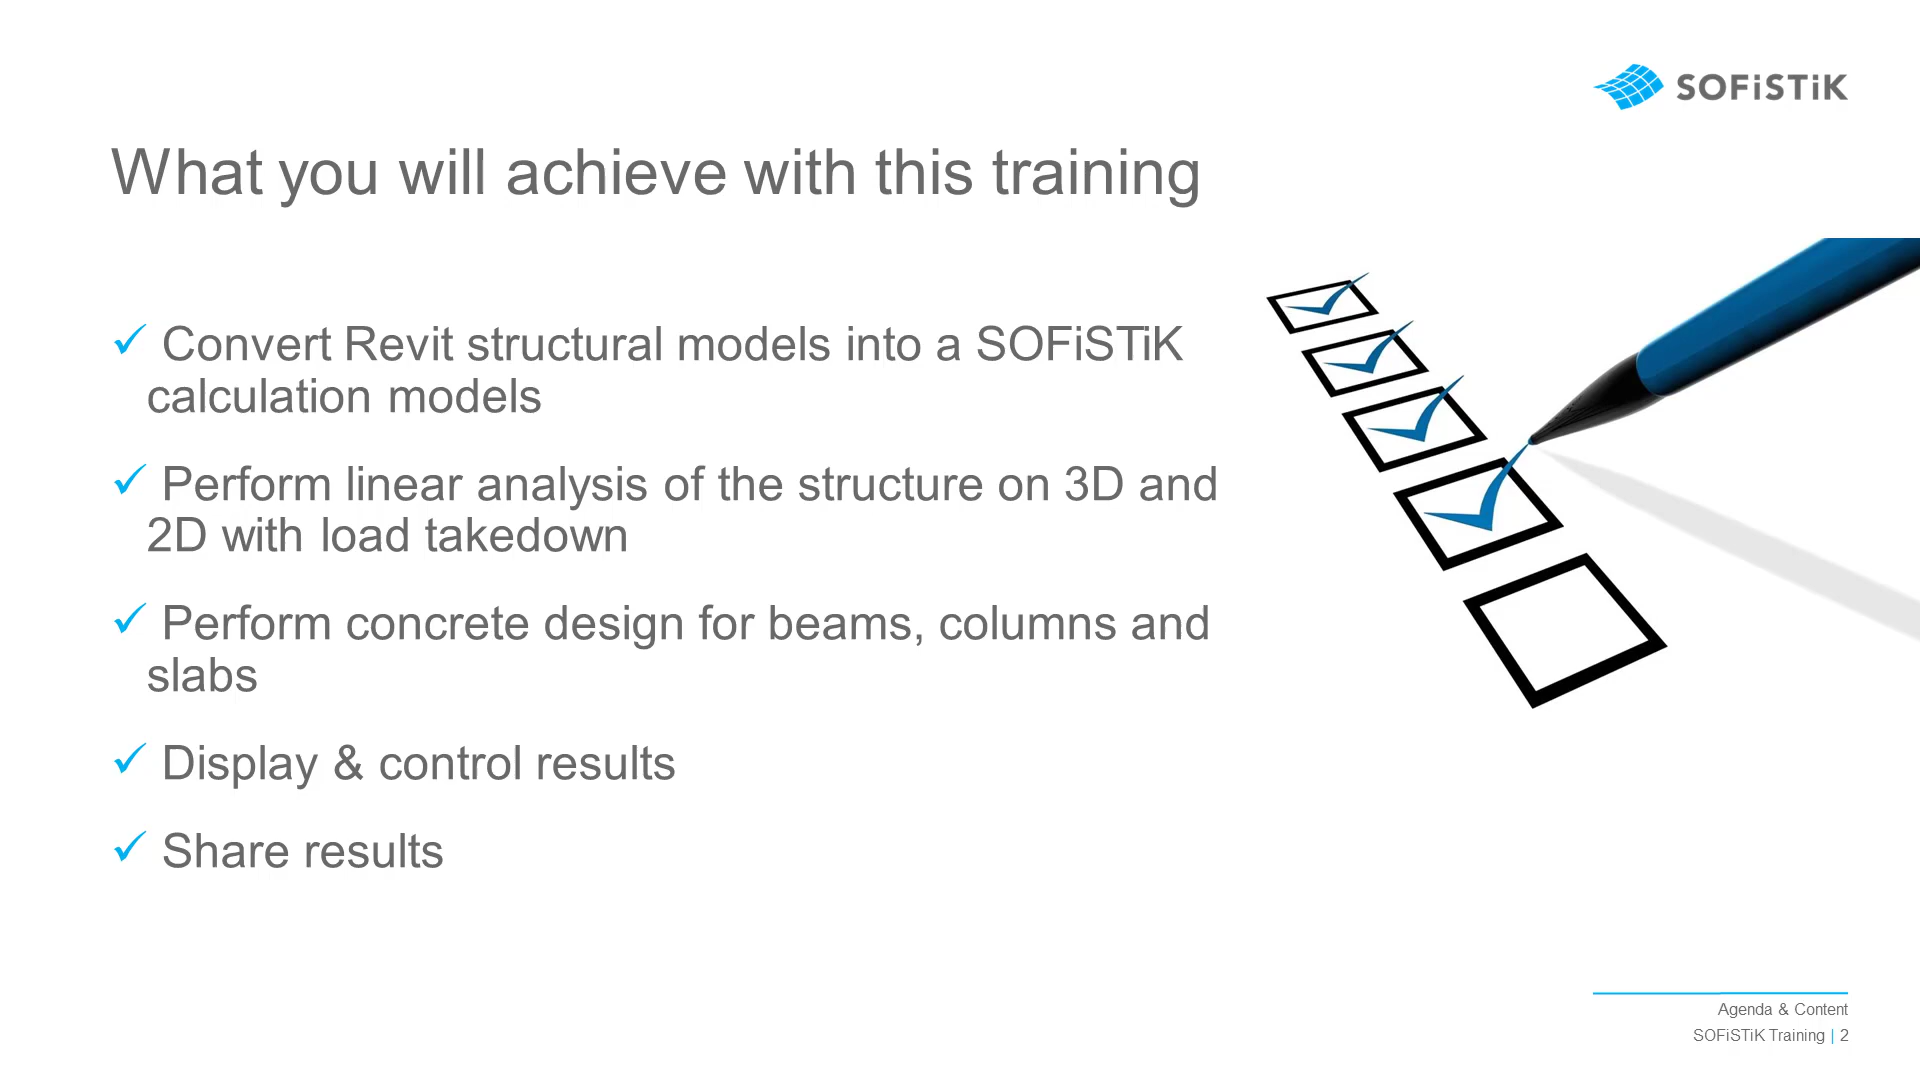 SOFiSTiK
What you will achieve with this training
✓ Convert Revit structural models into a SOFiSTiK
calculation models
✓ Perform linear analysis of the structure on 3D and
2D with load takedown
✓ Perform concrete design for beams, columns and
slabs
✓ Display & control results
✓ Share results
Agenda & Content
SOFiSTiK Training | 2